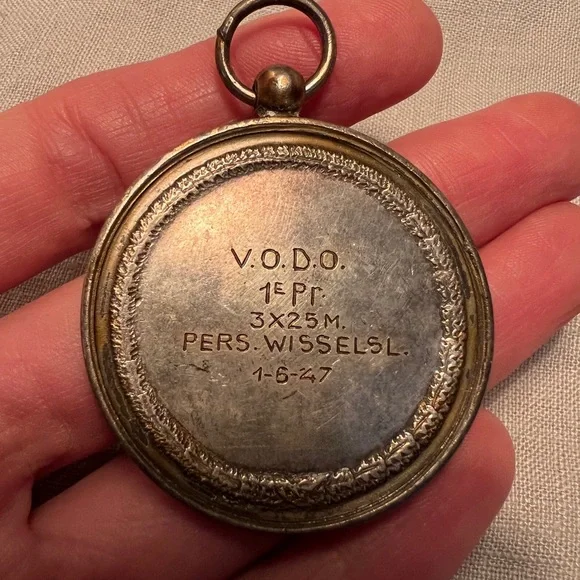 V.O.D.O.
1E Pr.
3X25M.
PERS. WISSELSL.
1-6-47